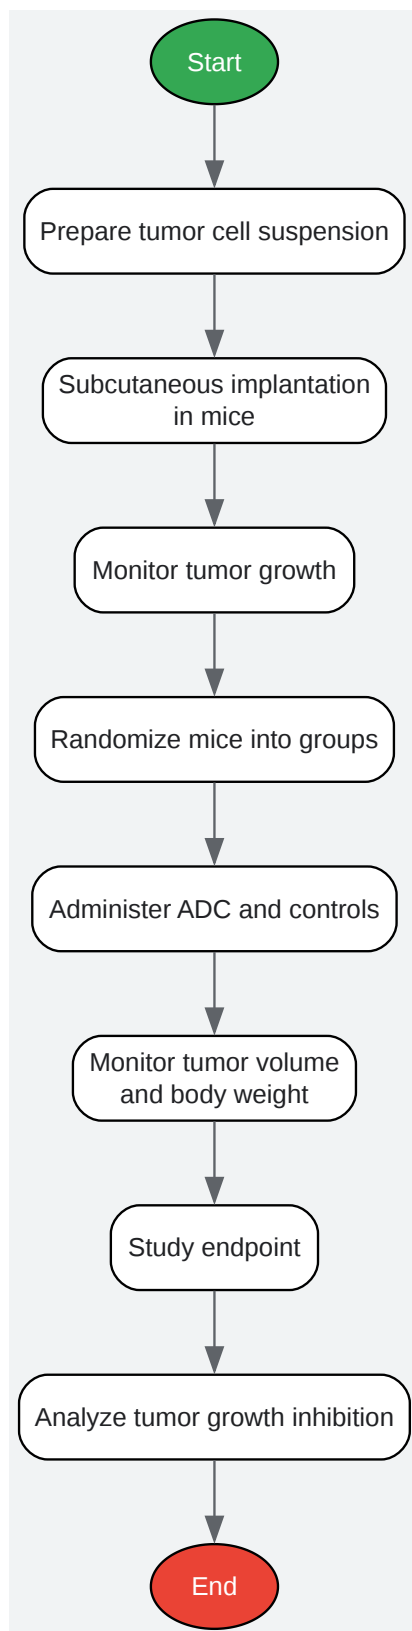 Start
Prepare tumor cell suspension
Subcutaneous implantation
in mice
Monitor tumor growth
Randomize mice into groups
Administer ADC and controls
Monitor tumor volume
and body weight
Study endpoint
Analyze tumor growth inhibition
End